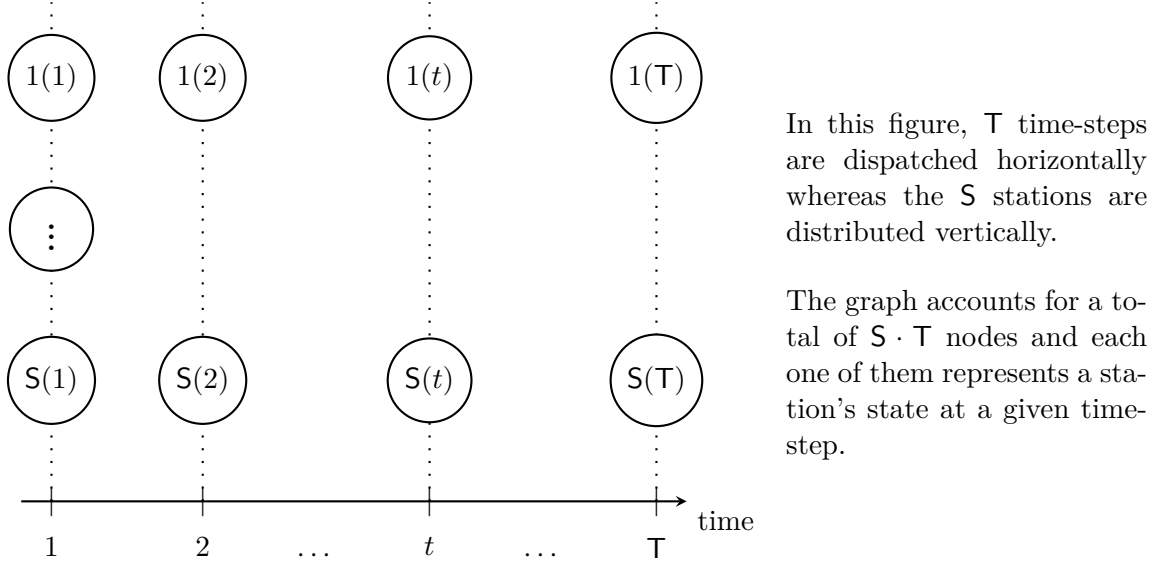 1(1) 1(2) 1(t) 1(T)
⋮
S(1) S(2) S(t) S(T)
time
1 2 ... t ... T
In this figure, T time-steps
are dispatched horizontally
whereas the S stations are
distributed vertically.
The graph accounts for a to-
tal of S · T nodes and each
one of them represents a sta-
tion's state at a given time-
step.